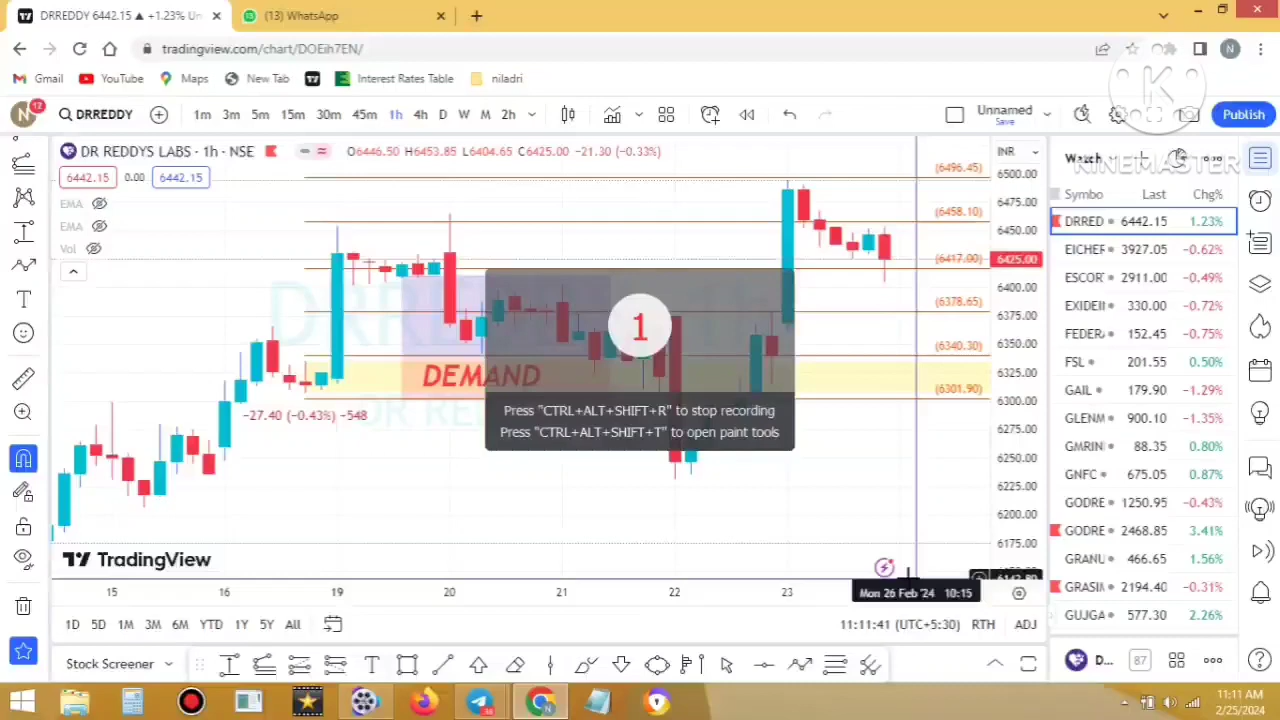 DRREDDY 6442.15 ▲ +1.23% Un
(13) WhatsApp
tradingview.com/chart/DOEih7EN/
N
Gmail
YouTube
Maps
New Tab
Interest Rates Table
niladri
K
N 17
DRREDDY
1m 3m 5m 15m 30m 45m 1h 4h D W M 2h
Unnamed
Save
Publish
DR REDDYS LABS · 1h · NSE
O6446.50 H6453.85 L6404.65 C6425.00 −21.30 (−0.33%)
INR
KINEMASTER
6442.15 0.00 6442.15
EMA
EMA
Vol
(6496.45)
(6458.10)
(6417.00)
(6378.65)
(6340.30)
(6301.90)
6500.00
6475.00
6450.00
6425.00
6400.00
6375.00
6350.00
6325.00
6300.00
6275.00
6250.00
6225.00
6200.00
6175.00
DEMAND
−27.40 (−0.43%) −548
1
Press "CTRL+ALT+SHIFT+R" to stop recording
Press "CTRL+ALT+SHIFT+T" to open paint tools
TradingView
15 16 19 20 21 22 23
Mon 26 Feb '24 10:15
1D 5D 1M 3M 6M YTD 1Y 5Y All
11:11:41 (UTC+5:30) RTH ADJ
Symbo Last Chg%
DRRED 6442.15 1.23%
EICHER 3927.05 −0.62%
ESCOR 2911.00 −0.49%
EXIDEIN 330.00 −0.72%
FEDER 152.45 −0.75%
FSL 201.55 0.50%
GAIL 179.90 −1.29%
GLENM 900.10 −1.35%
GMRIN 88.35 0.80%
GNFC 675.05 0.87%
GODRE 1250.95 −0.43%
GODRE 2468.85 3.41%
GRANU 466.65 1.56%
GRASIM 2194.40 −0.31%
GUJGA 577.30 2.26%
D... 87
Stock Screener
11:11 AM
2/25/2024